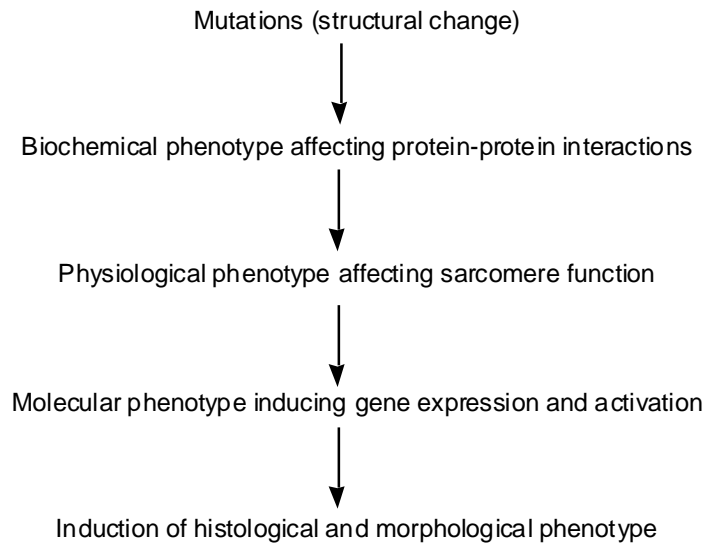 Mutations (structural change)
Biochemical phenotype affecting protein-protein interactions
Physiological phenotype affecting sarcomere function
Molecular phenotype inducing gene expression and activation
Induction of histological and morphological phenotype